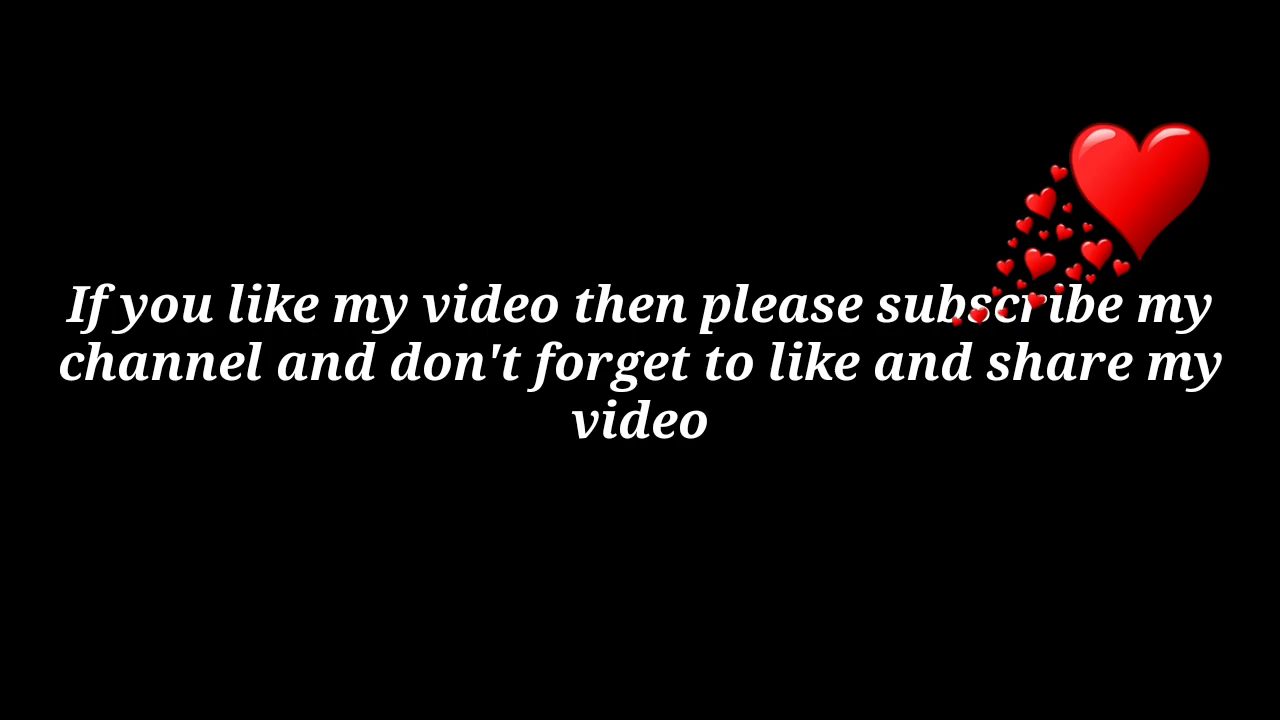 If you like my video then please subscribe my
channel and don't forget to like and share my
video